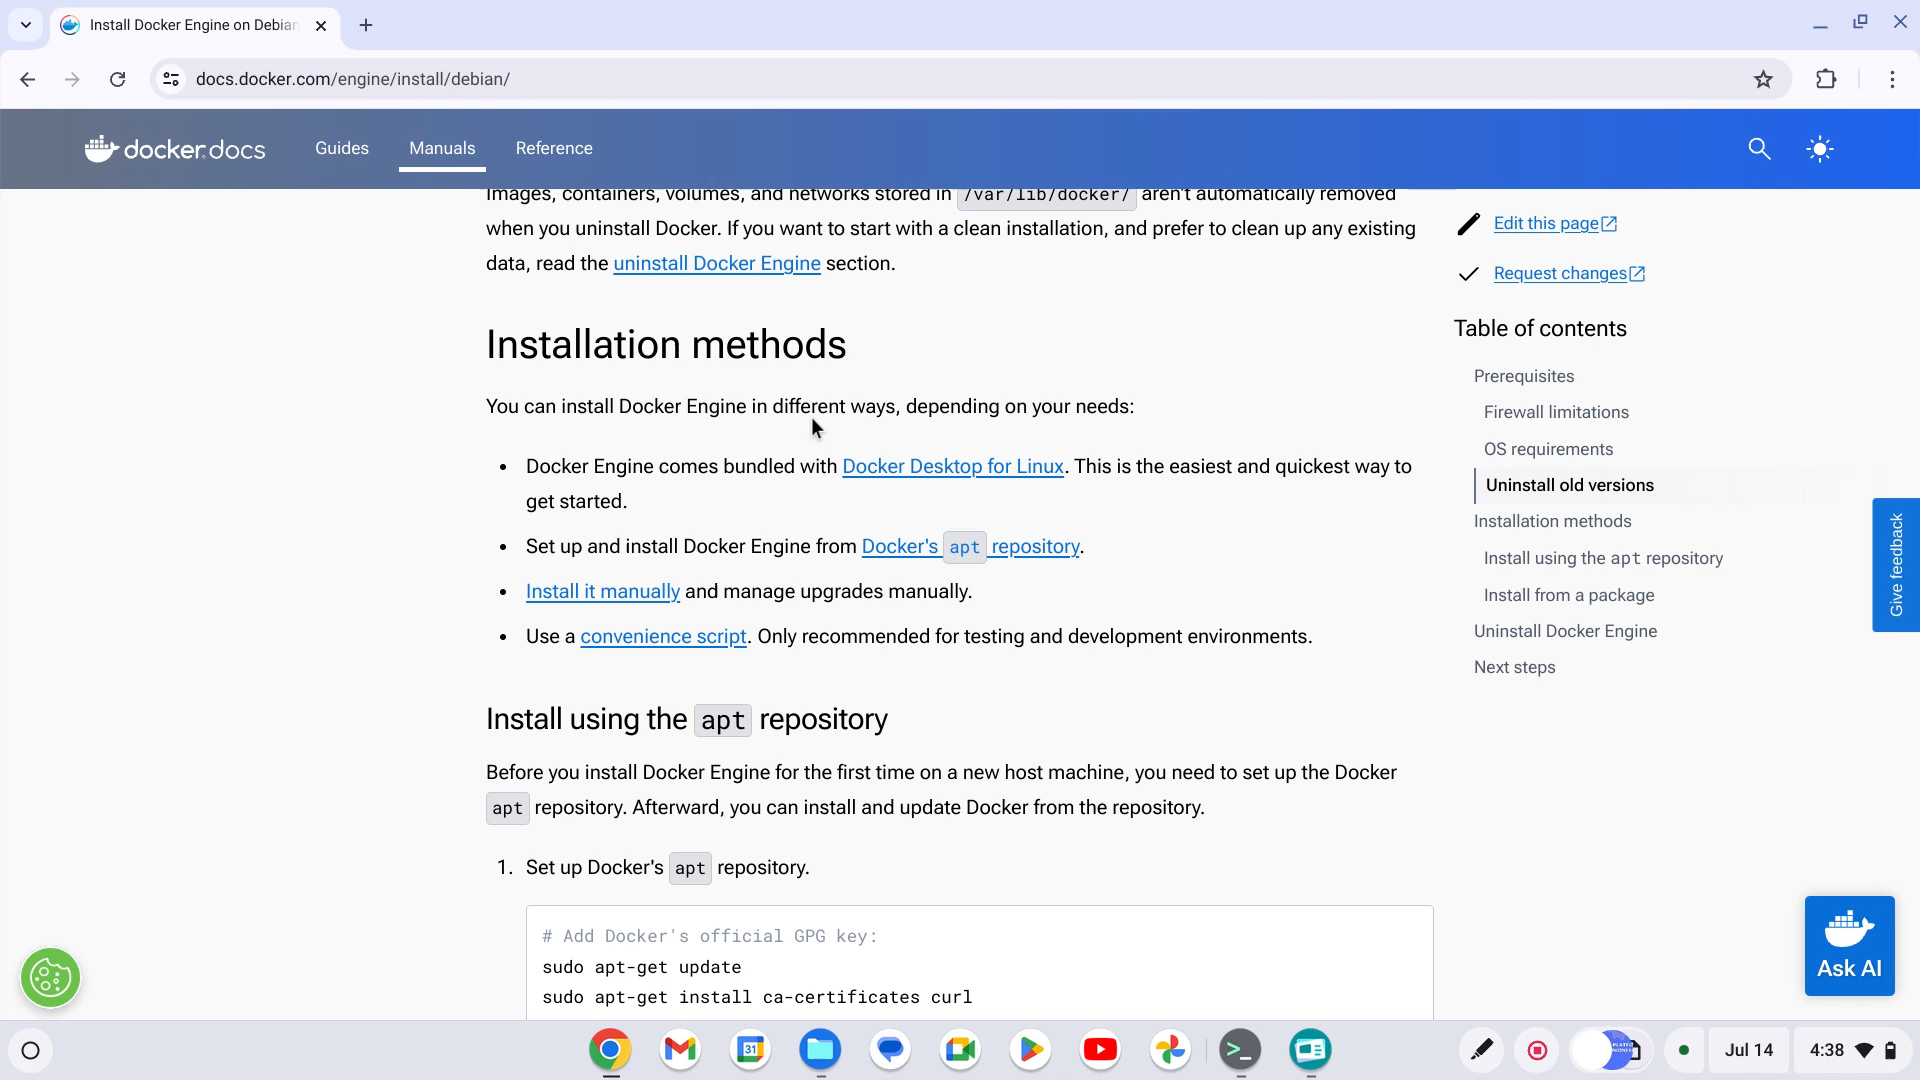 Install Docker Engine on Debian
docs.docker.com/engine/install/debian/
docker.docs
Guides
Manuals
Reference
Images, containers, volumes, and networks stored in /var/lib/docker/ aren't automatically removed
when you uninstall Docker. If you want to start with a clean installation, and prefer to clean up any existing
data, read the uninstall Docker Engine section.
Installation methods
You can install Docker Engine in different ways, depending on your needs:
• Docker Engine comes bundled with Docker Desktop for Linux. This is the easiest and quickest way to
get started.
• Set up and install Docker Engine from Docker's apt repository.
• Install it manually and manage upgrades manually.
• Use a convenience script. Only recommended for testing and development environments.
Install using the apt repository
Before you install Docker Engine for the first time on a new host machine, you need to set up the Docker
apt repository. Afterward, you can install and update Docker from the repository.
1. Set up Docker's apt repository.
# Add Docker's official GPG key:
sudo apt-get update
sudo apt-get install ca-certificates curl
Edit this page
Request changes
Table of contents
Prerequisites
Firewall limitations
OS requirements
Uninstall old versions
Installation methods
Install using the apt repository
Install from a package
Uninstall Docker Engine
Next steps
Give feedback
Ask AI
31
Jul 14
4:38